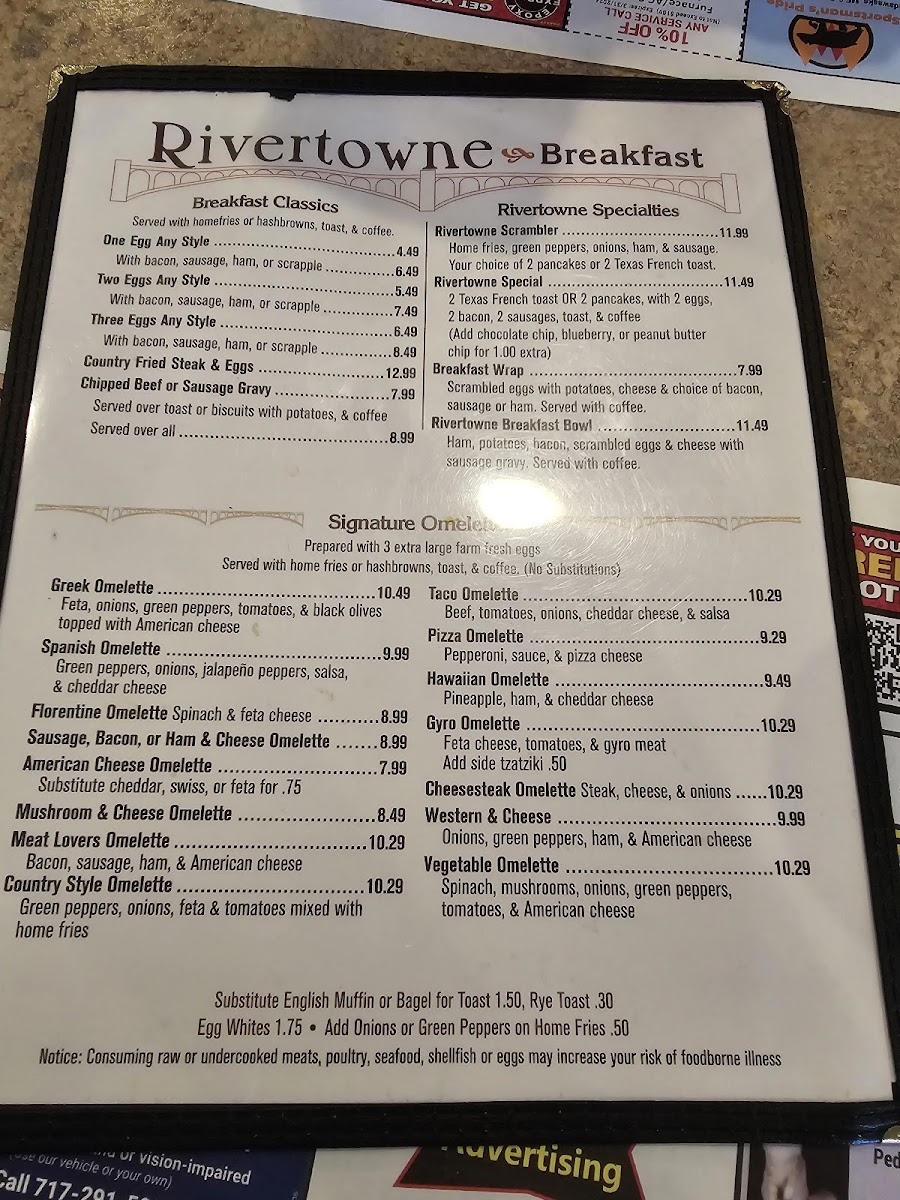 GET
EPOXY
10% OFF
ANY SERVICE CALL
Rivertowne Breakfast
Breakfast Classics
Served with homefries or hashbrowns, toast, & coffee.
One Egg Any Style ........ 4.49
With bacon, sausage, ham, or scrapple ........ 6.49
Two Eggs Any Style ........ 5.49
With bacon, sausage, ham, or scrapple ........ 7.49
Three Eggs Any Style ........ 6.49
With bacon, sausage, ham, or scrapple ........ 8.49
Country Fried Steak & Eggs ........ 12.99
Chipped Beef or Sausage Gravy ........ 7.99
Served over toast or biscuits with potatoes, & coffee
Served over all ........ 8.99
Rivertowne Specialties
Rivertowne Scrambler ........ 11.99
Home fries, green peppers, onions, ham, & sausage.
Your choice of 2 pancakes or 2 Texas French toast.
Rivertowne Special ........ 11.49
2 Texas French toast OR 2 pancakes, with 2 eggs,
2 bacon, 2 sausages, toast, & coffee
(Add chocolate chip, blueberry, or peanut butter
chip for 1.00 extra)
Breakfast Wrap ........ 7.99
Scrambled eggs with potatoes, cheese & choice of bacon,
sausage or ham. Served with coffee.
Rivertowne Breakfast Bowl ........ 11.49
Ham, potatoes, bacon, scrambled eggs & cheese with
sausage gravy. Served with coffee.
Signature Omele
Prepared with 3 extra large farm fresh eggs
Served with home fries or hashbrowns, toast, & coffee. (No Substitutions)
Greek Omelette ........ 10.49
Feta, onions, green peppers, tomatoes, & black olives
topped with American cheese
Spanish Omelette ........ 9.99
Green peppers, onions, jalapeño peppers, salsa,
& cheddar cheese
Florentine Omelette Spinach & feta cheese ........ 8.99
Sausage, Bacon, or Ham & Cheese Omelette ....... 8.99
American Cheese Omelette ........ 7.99
Substitute cheddar, swiss, or feta for .75
Mushroom & Cheese Omelette ........ 8.49
Meat Lovers Omelette ........ 10.29
Bacon, sausage, ham, & American cheese
Country Style Omelette ........ 10.29
Green peppers, onions, feta & tomatoes mixed with
home fries
Taco Omelette ........ 10.29
Beef, tomatoes, onions, cheddar cheese, & salsa
Pizza Omelette ........ 9.29
Pepperoni, sauce, & pizza cheese
Hawaiian Omelette ........ 9.49
Pineapple, ham, & cheddar cheese
Gyro Omelette ........ 10.29
Feta cheese, tomatoes, & gyro meat
Add side tzatziki .50
Cheesesteak Omelette Steak, cheese, & onions ...... 10.29
Western & Cheese ........ 9.99
Onions, green peppers, ham, & American cheese
Vegetable Omelette ........ 10.29
Spinach, mushrooms, onions, green peppers,
tomatoes, & American cheese
Substitute English Muffin or Bagel for Toast 1.50, Rye Toast .30
Egg Whites 1.75 • Add Onions or Green Peppers on Home Fries .50
Notice: Consuming raw or undercooked meats, poultry, seafood, shellfish or eggs may increase your risk of foodborne illness
YOU
OT
or vision-impaired
our vehicle or your own)
Call 717-291-5
Advertising
Ped